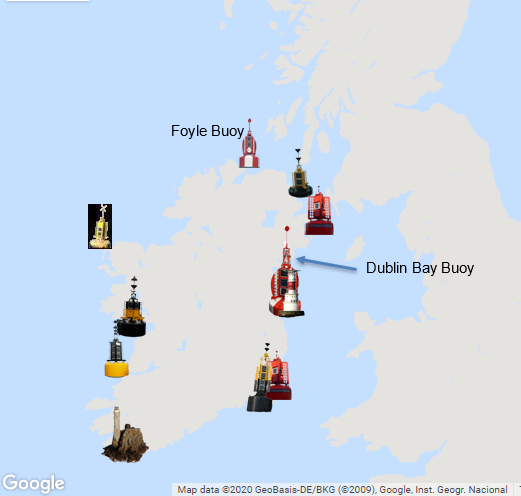 Foyle Buoy
Dublin Bay Buoy
Google
Map data ©2020 GeoBasis-DE/BKG (©2009), Google, Inst. Geogr. Nacional